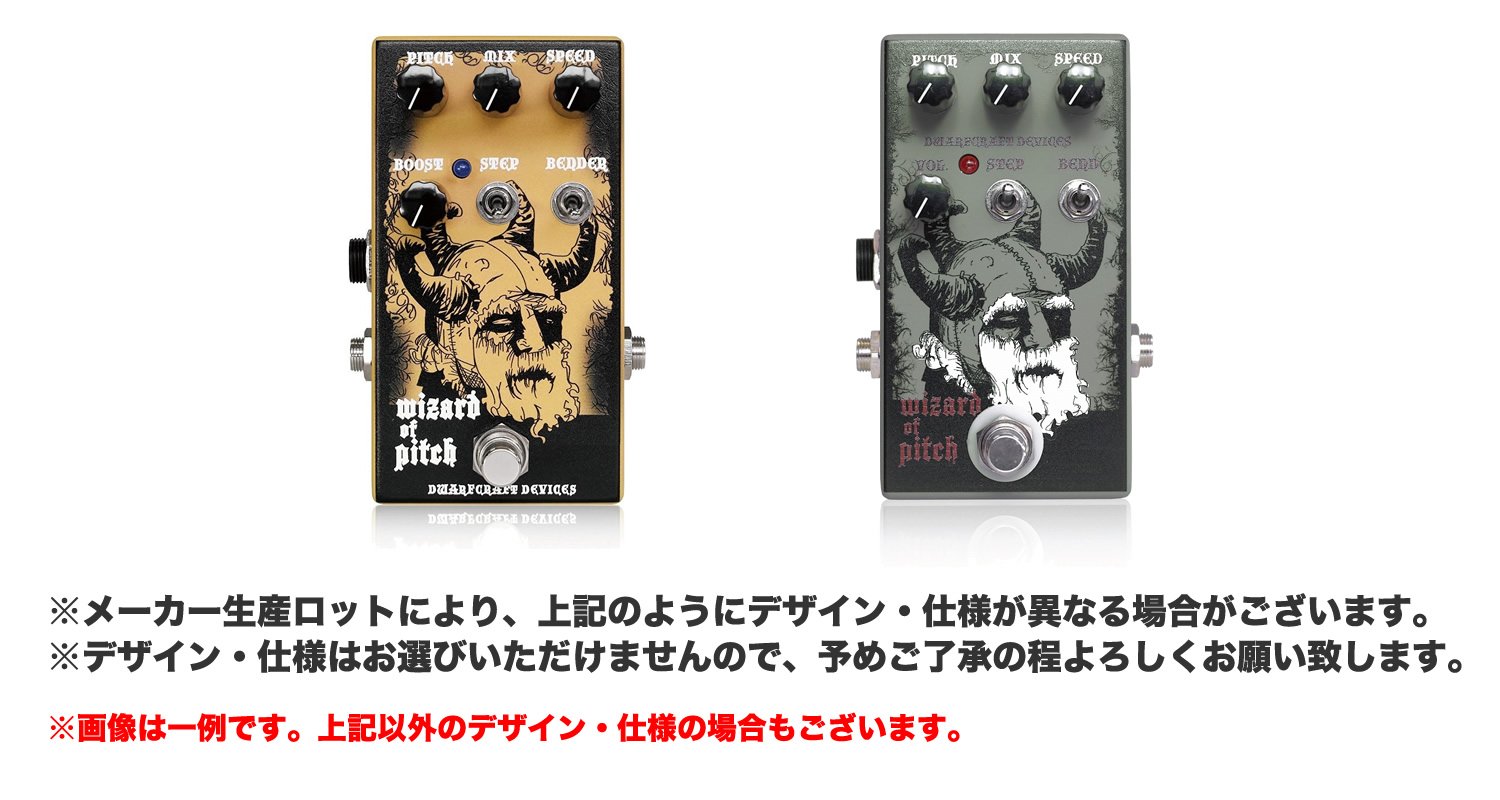 PITCH MIX SPEED
BOOST STEP BENDER
wizard
of
pitch
DWARFCRAFT DEVICES
PITCH MIX SPEED
DWARFCRAFT DEVICES
VOL. STEP BEND
wizard
of
pitch
※メーカー生産ロットにより、上記のようにデザイン・仕様が異なる場合がございます。
※デザイン・仕様はお選びいただけませんので、予めご了承の程よろしくお願い致します。
※画像は一例です。上記以外のデザイン・仕様の場合もございます。